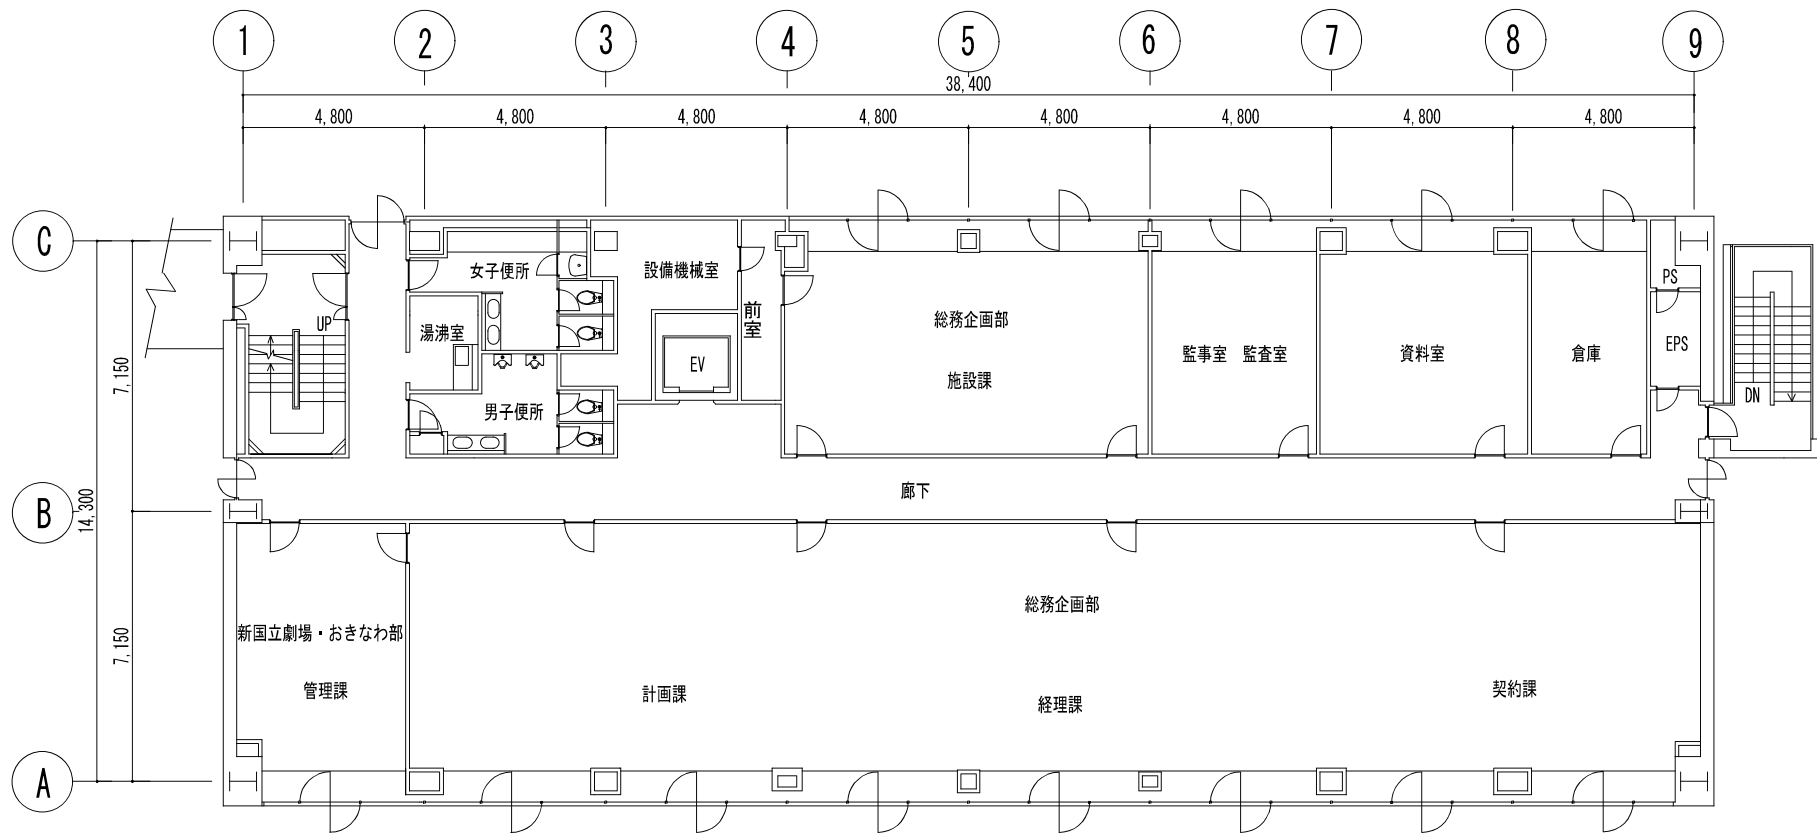 1 2 3 4 5 6 7 8 9
38,400
4,800 4,800 4,800 4,800 4,800 4,800 4,800 4,800
C
B
A
7,150
14,300
7,150
UP
女子便所
湯沸室
男子便所
設備機械室
前室
EV
総務企画部
施設課
監事室 監査室
資料室
倉庫
PS
EPS
DN
廊下
新国立劇場・おきなわ部
管理課
総務企画部
計画課
経理課
契約課